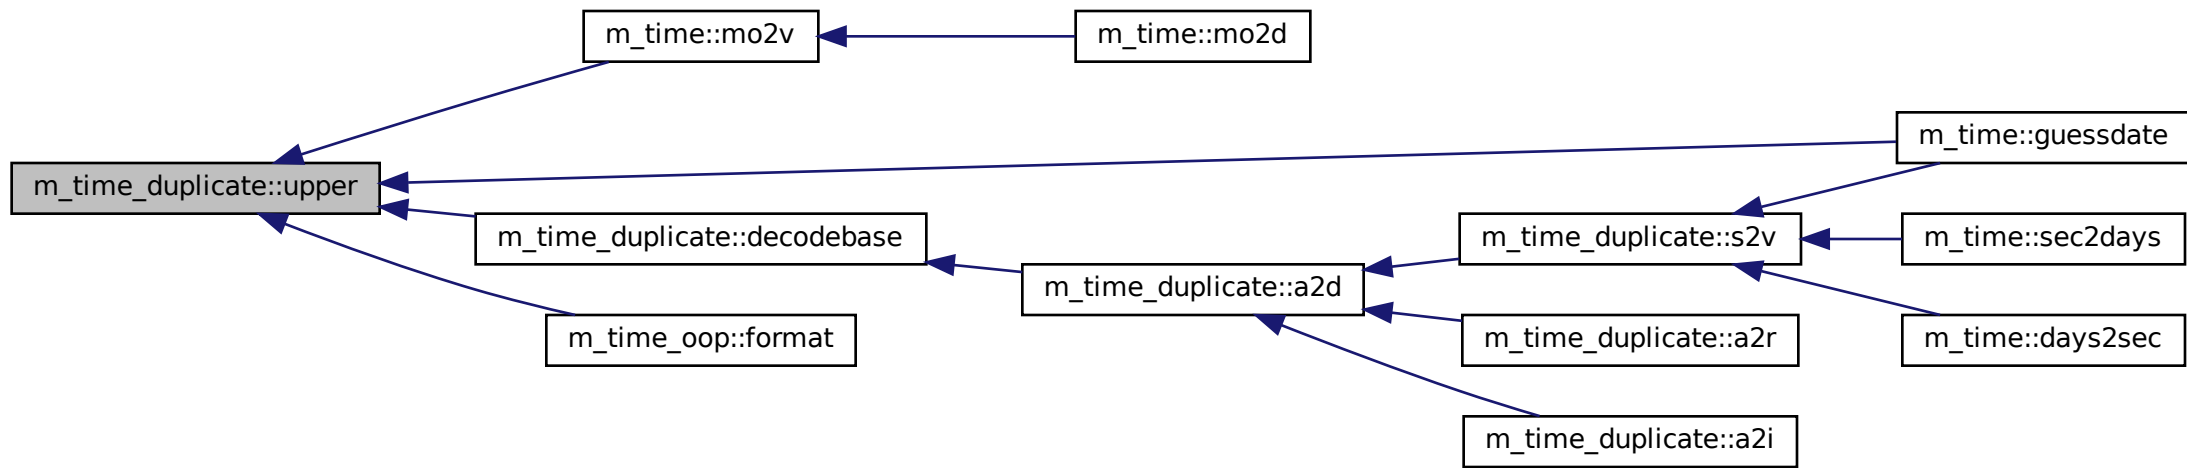 m_time::mo2v
m_time::mo2d
m_time::guessdate
m_time_duplicate::upper
m_time_duplicate::decodebase
m_time_duplicate::s2v
m_time::sec2days
m_time_duplicate::a2d
m_time_oop::format
m_time_duplicate::a2r
m_time::days2sec
m_time_duplicate::a2i